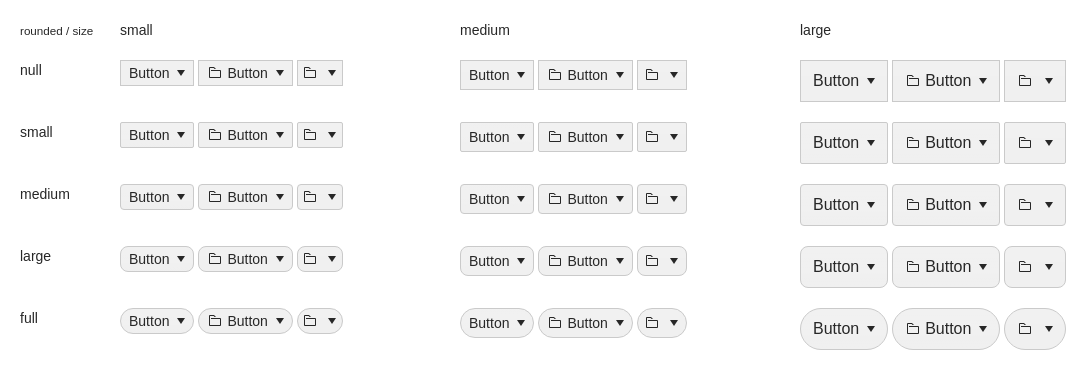 rounded / size small medium large
null Button Button Button Button Button Button
small Button Button Button Button Button Button
medium Button Button Button Button Button Button
large Button Button Button Button Button Button
full Button Button Button Button Button Button